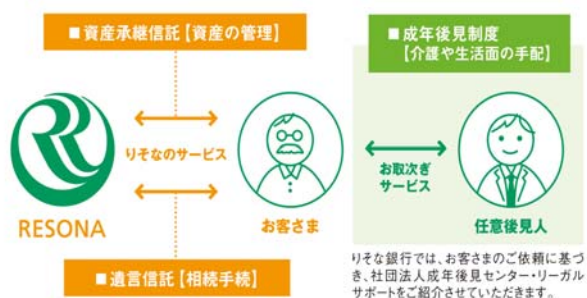 ■資産承継信託【資産の管理】
■成年後見制度
【介護や生活面の手配】
りそなのサービス
お取次ぎ
サービス
RESONA
お客さま
任意後見人
■遺言信託【相続手続】
りそな銀行では、お客さまのご依頼に基づ
き、社団法人成年後見センター・リーガル
サポートをご紹介させていただきます。